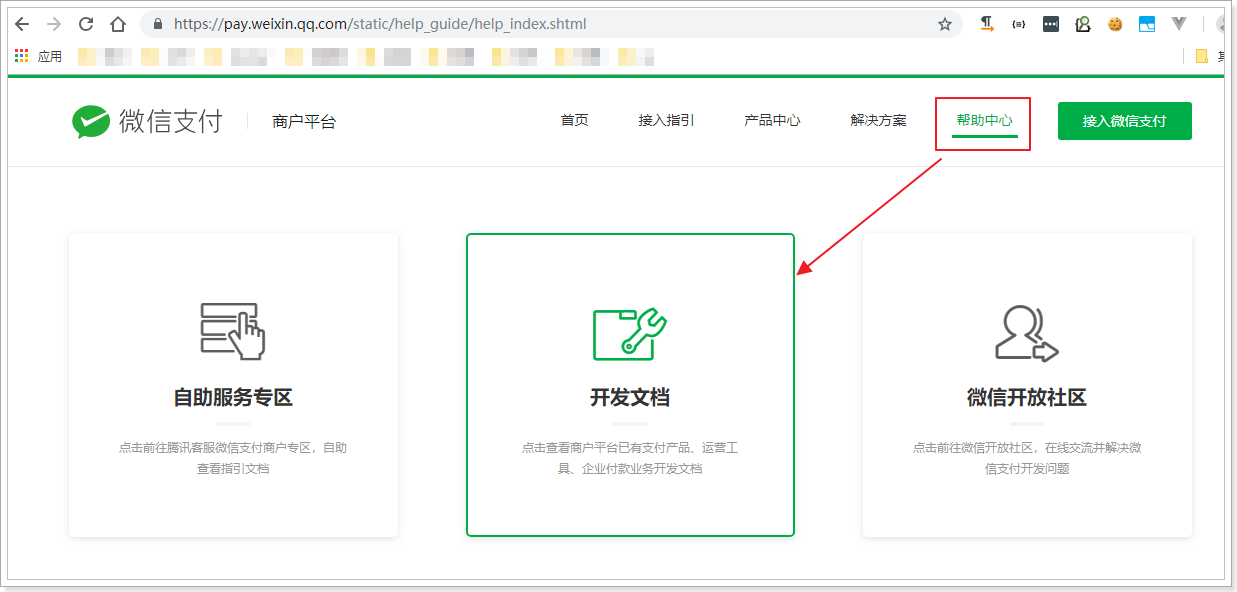 https://pay.weixin.qq.com/static/help_guide/help_index.shtml
应用
微信支付 商户平台 首页 接入指引 产品中心 解决方案 帮助中心 接入微信支付
自助服务专区
点击前往腾讯客服微信支付商户专区，自助
查看指引文档
开发文档
点击查看商户平台已有支付产品、运营工
具、企业付款业务开发文档
微信开放社区
点击前往微信开放社区，在线交流并解决微
信支付开发问题